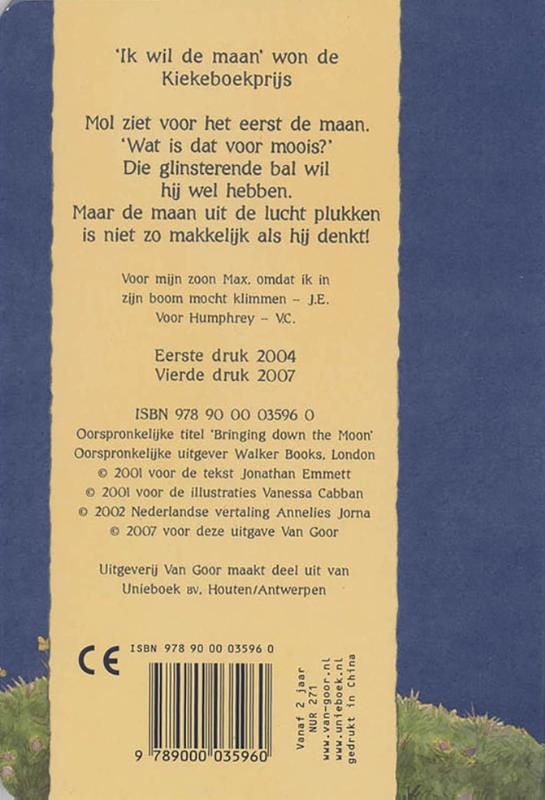 ‘Ik wil de maan’ won de
Kiekeboekprijs
Mol ziet voor het eerst de maan.
‘Wat is dat voor moois?’
Die glinsterende bal wil
hij wel hebben.
Maar de maan uit de lucht plukken
is niet zo makkelijk als hij denkt!
Voor mijn zoon Max, omdat ik in
zijn boom mocht klimmen – J.E.
Voor Humphrey – V.C.
Eerste druk 2004
Vierde druk 2007
ISBN 978 90 00 03596 0
Oorspronkelijke titel ‘Bringing down the Moon’
Oorspronkelijke uitgever Walker Books, London
© 2001 voor de tekst Jonathan Emmett
© 2001 voor de illustraties Vanessa Cabban
© 2002 Nederlandse vertaling Annelies Jorna
© 2007 voor deze uitgave Van Goor
Uitgeverij Van Goor maakt deel uit van
Unieboek BV, Houten/Antwerpen
CE
ISBN 978 90 00 03596 0
9 789000 035960
Vanaf 2 jaar
NUR 271
www.van-goor.nl
www.unieboek.nl
gedrukt in China